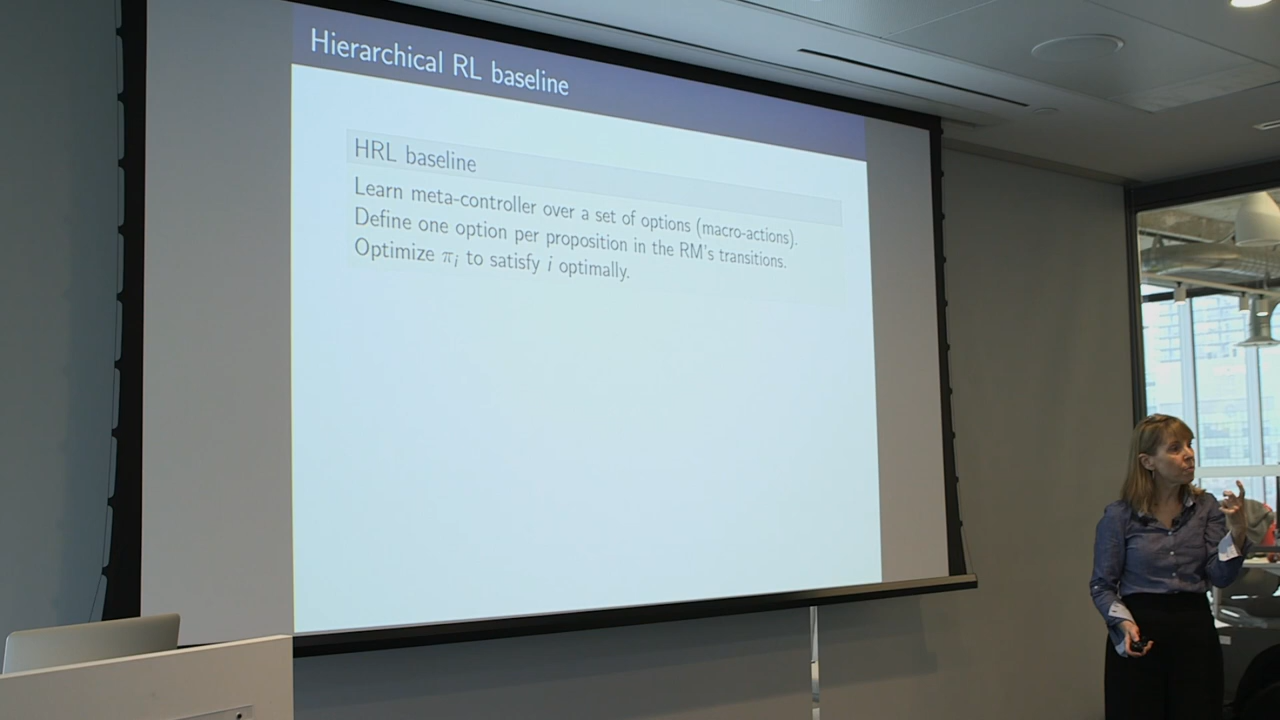 Hierarchical RL baseline
HRL baseline
Learn meta-controller over a set of options (macro-actions).
Define one option per proposition in the RM's transitions.
Optimize πᵢ to satisfy i optimally.